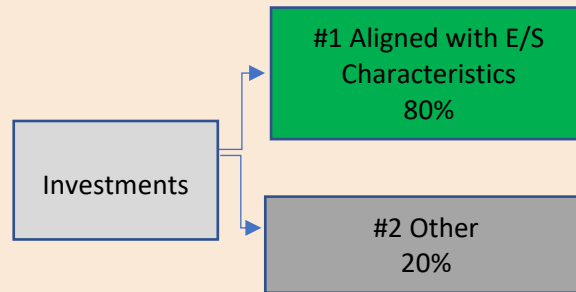 #1 Aligned with E/S
Characteristics
80%
Investments
#2 Other
20%